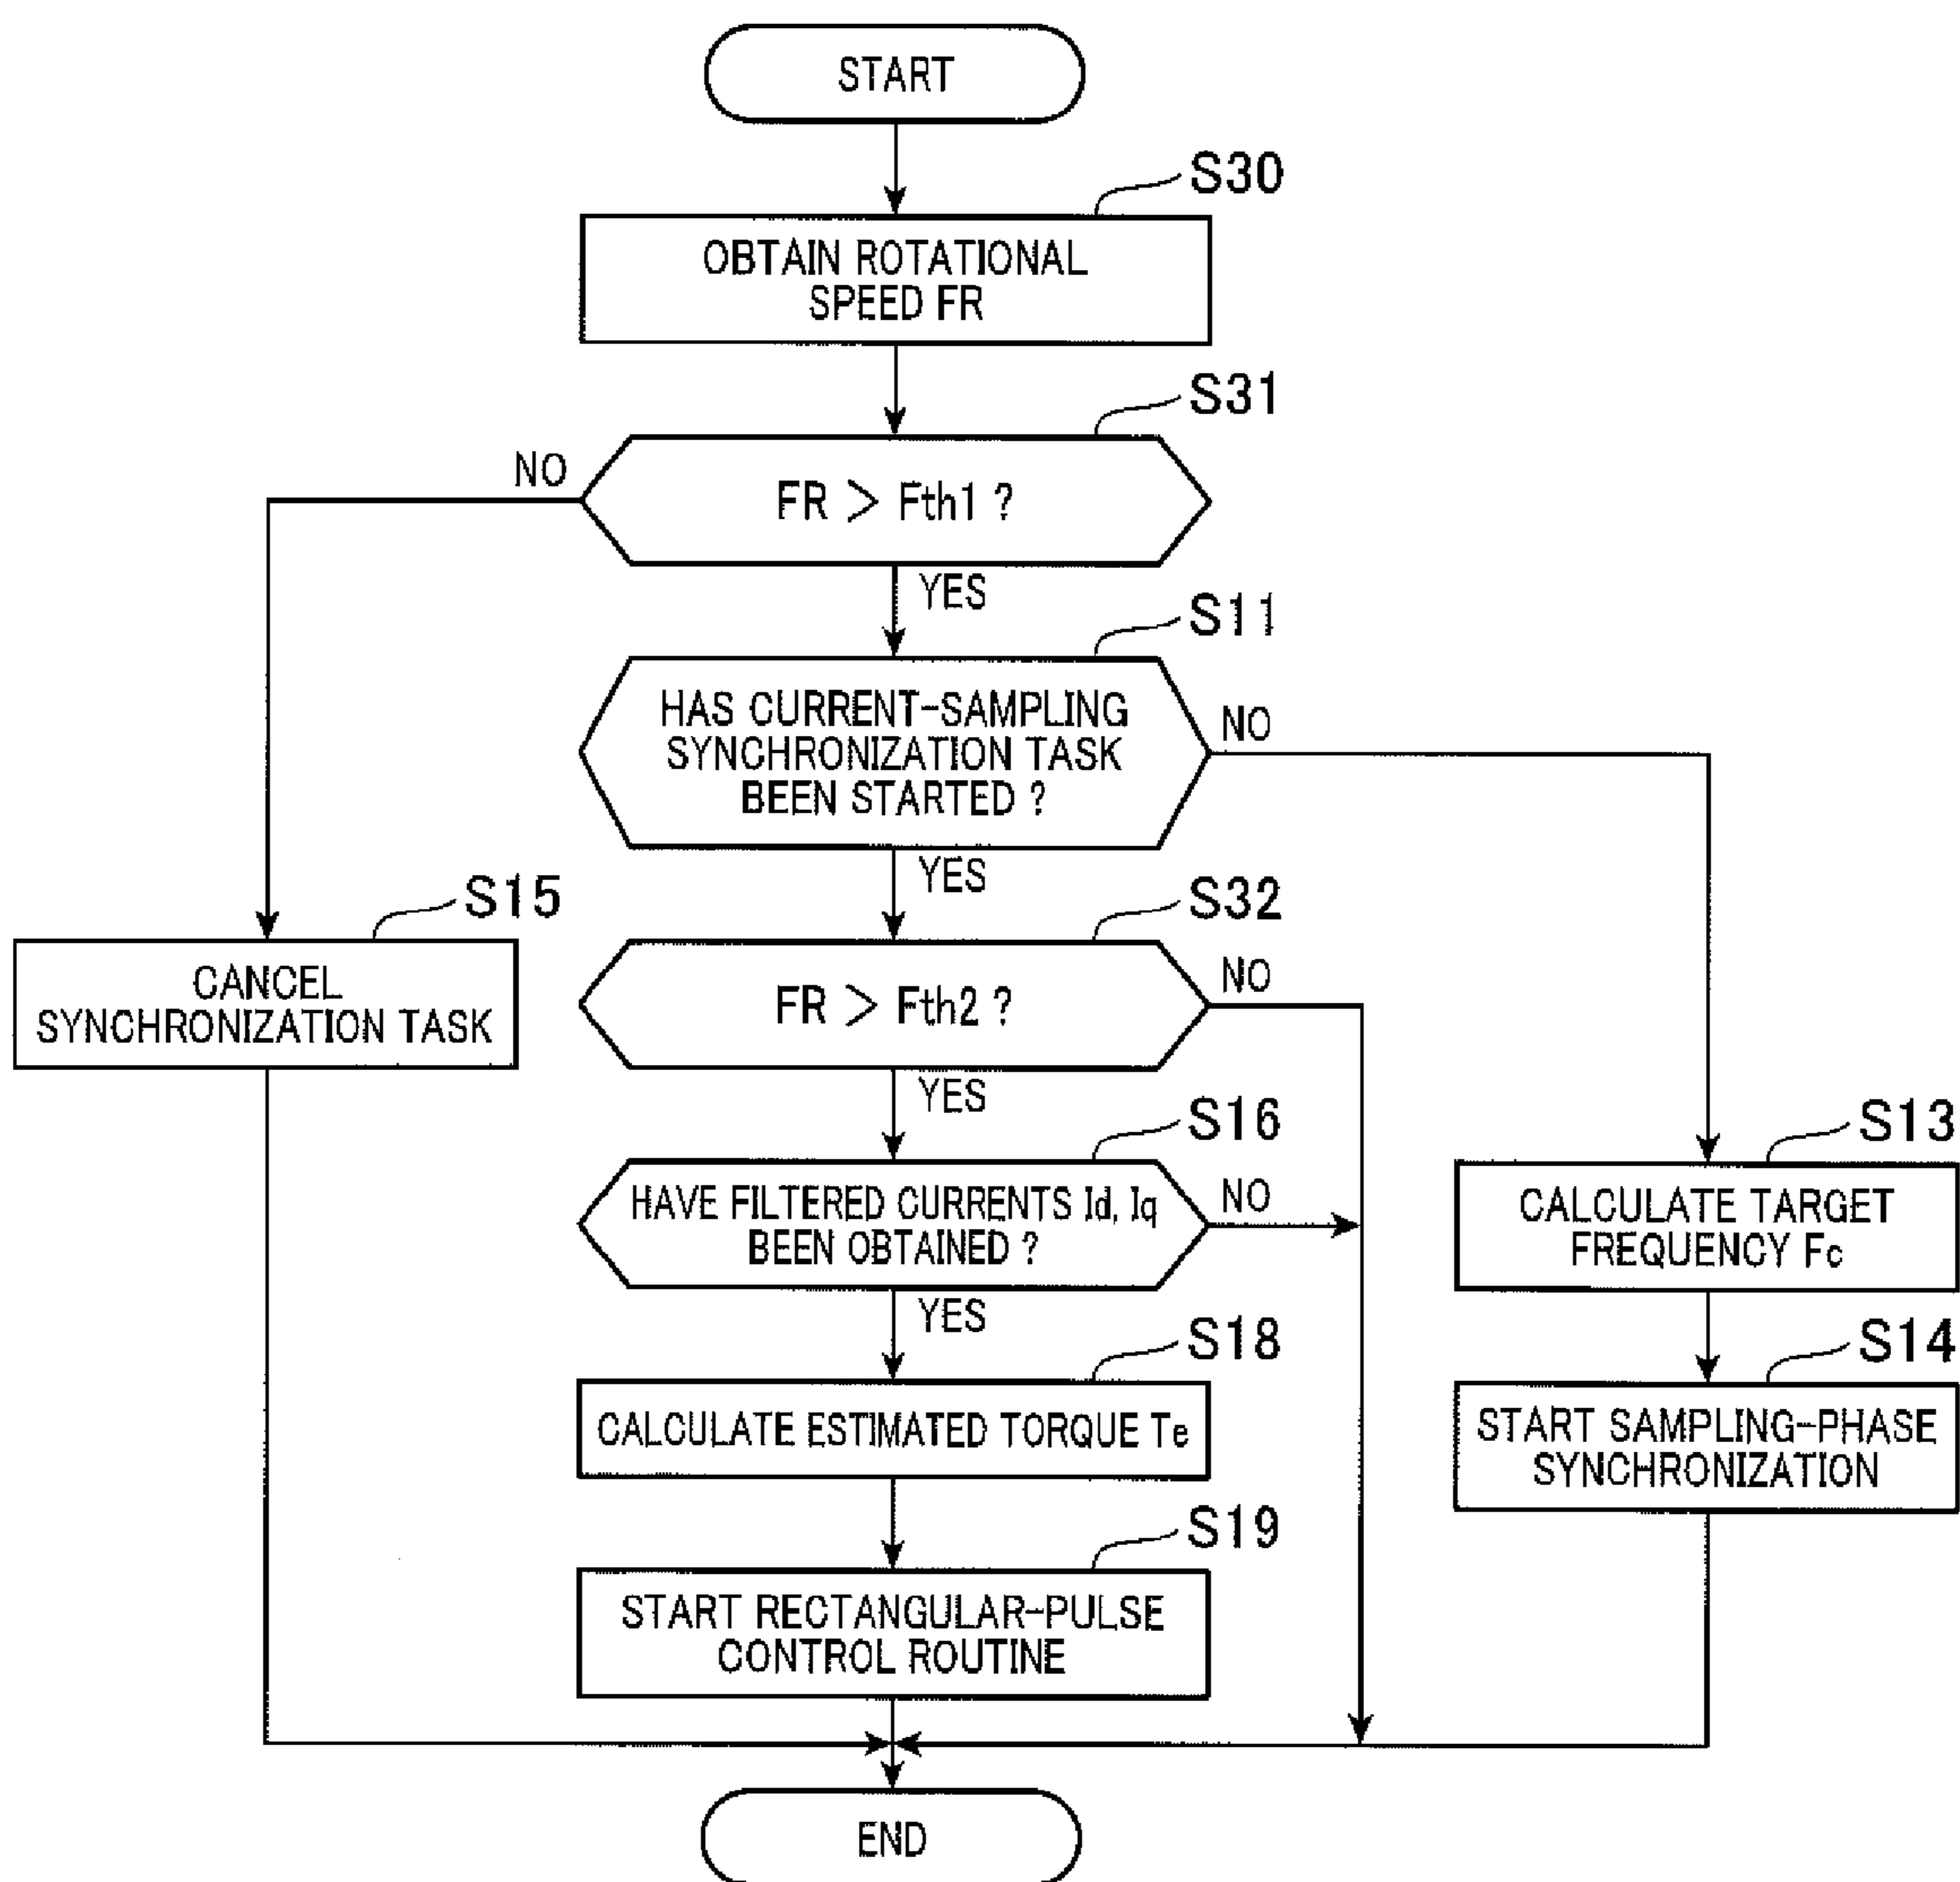 START
S30
OBTAIN ROTATIONAL
SPEED FR
S31
NO
FR > Fth1 ?
YES
S11
HAS CURRENT-SAMPLING
SYNCHRONIZATION TASK
BEEN STARTED ?
NO
YES
S15
S32
CANCEL
SYNCHRONIZATION TASK
FR > Fth2 ?
NO
YES
S16
S13
HAVE FILTERED CURRENTS Id, Iq
BEEN OBTAINED ?
NO
CALCULATE TARGET
FREQUENCY Fc
YES
S18
S14
CALCULATE ESTIMATED TORQUE Te
START SAMPLING-PHASE
SYNCHRONIZATION
S19
START RECTANGULAR-PULSE
CONTROL ROUTINE
END